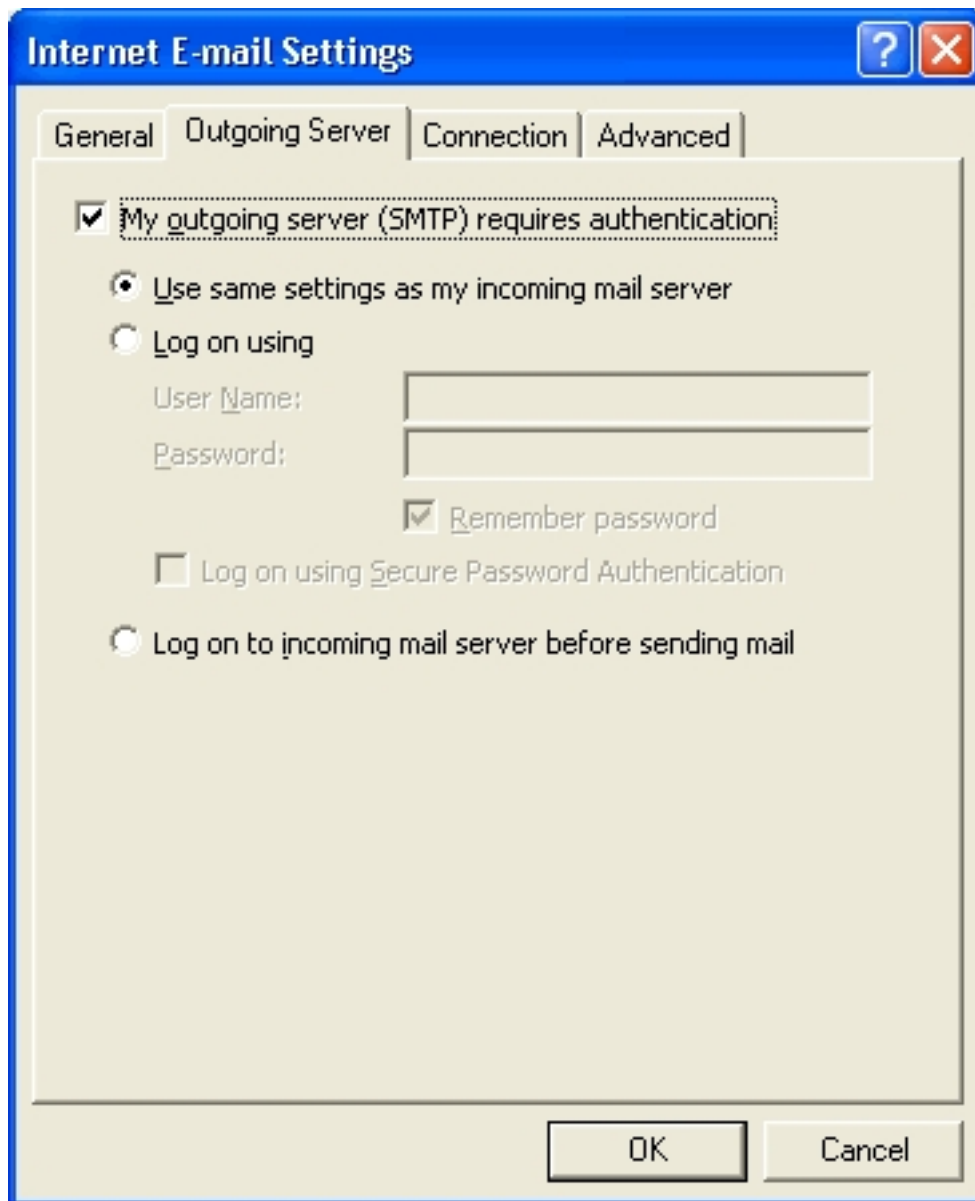 Internet E-mail Settings
General Outgoing Server Connection Advanced
My outgoing server (SMTP) requires authentication
Use same settings as my incoming mail server
Log on using
User Name:
Password:
Remember password
Log on using Secure Password Authentication
Log on to incoming mail server before sending mail
OK Cancel